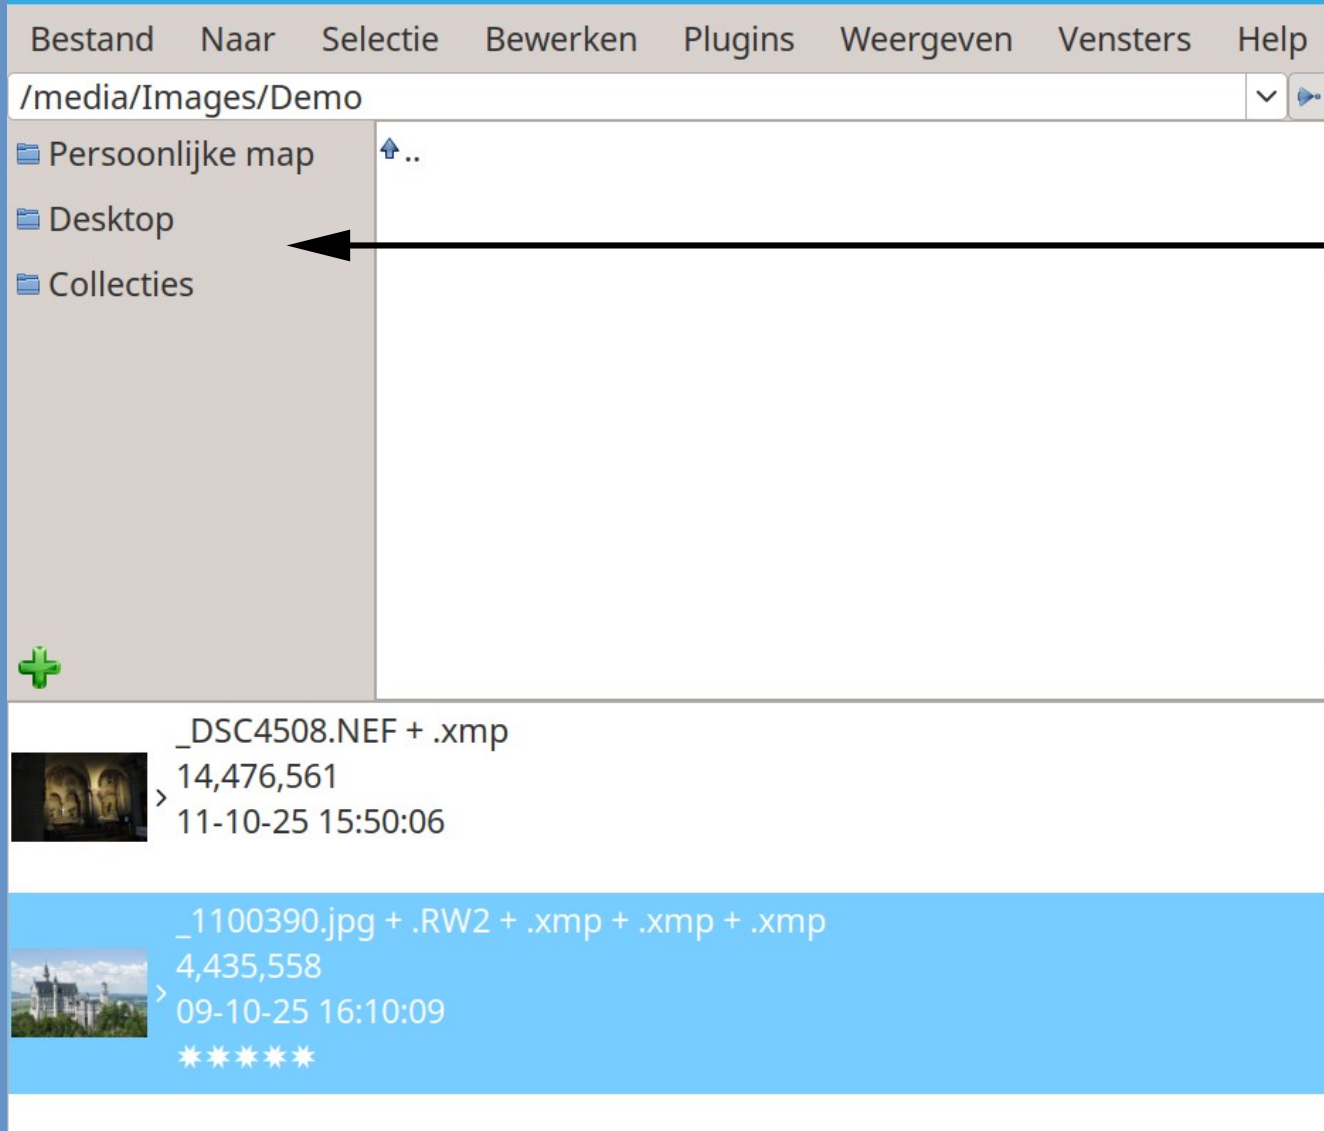 Bestand Naar Selectie Bewerken Plugins Weergeven Vensters Help
/media/Images/Demo
Persoonlijke map
..
Desktop
Collecties
_DSC4508.NEF + .xmp
14,476,561
11-10-25 15:50:06
_1100390.jpg + .RW2 + .xmp + .xmp + .xmp
4,435,558
09-10-25 16:10:09